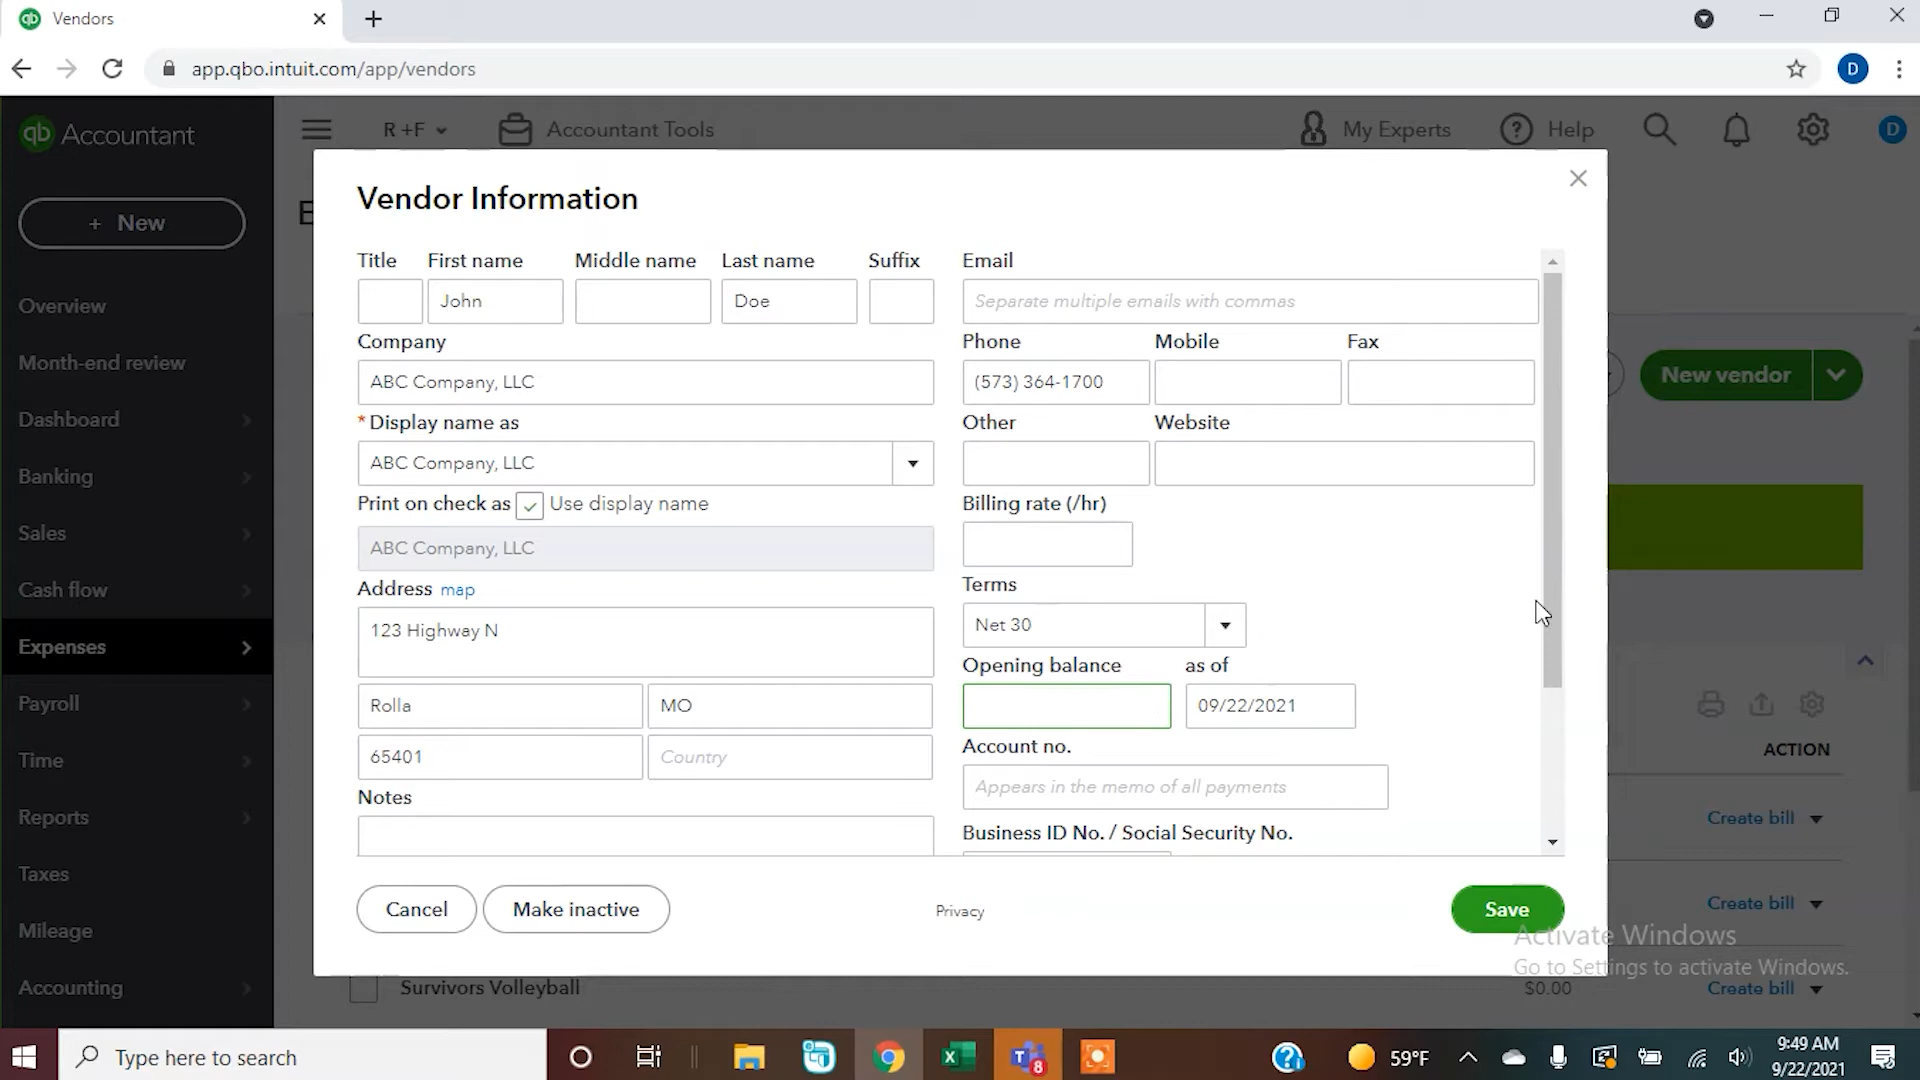 Vendors
app.qbo.intuit.com/app/vendors
D
qb Accountant
R +F
Accountant Tools
My Experts
Help
D
+ New
Vendor Information
Overview
Month-end review
Dashboard
Banking
Sales
Cash flow
Expenses
Payroll
Time
Reports
Taxes
Mileage
Accounting
Title First name Middle name Last name Suffix
John Doe
Company
ABC Company, LLC
* Display name as
ABC Company, LLC
Print on check as Use display name
ABC Company, LLC
Address map
123 Highway N
Rolla MO
65401 Country
Notes
Email
Separate multiple emails with commas
Phone Mobile Fax
(573) 364-1700
Other Website
Billing rate (/hr)
Terms
Net 30
Opening balance as of
09/22/2021
Account no.
Appears in the memo of all payments
Business ID No. / Social Security No.
Cancel Make inactive Privacy Save
New vendor
ACTION
Create bill
Create bill
Survivors Volleyball $0.00 Create bill
Activate Windows
Go to Settings to activate Windows.
Type here to search
8
59°F
9:49 AM
9/22/2021